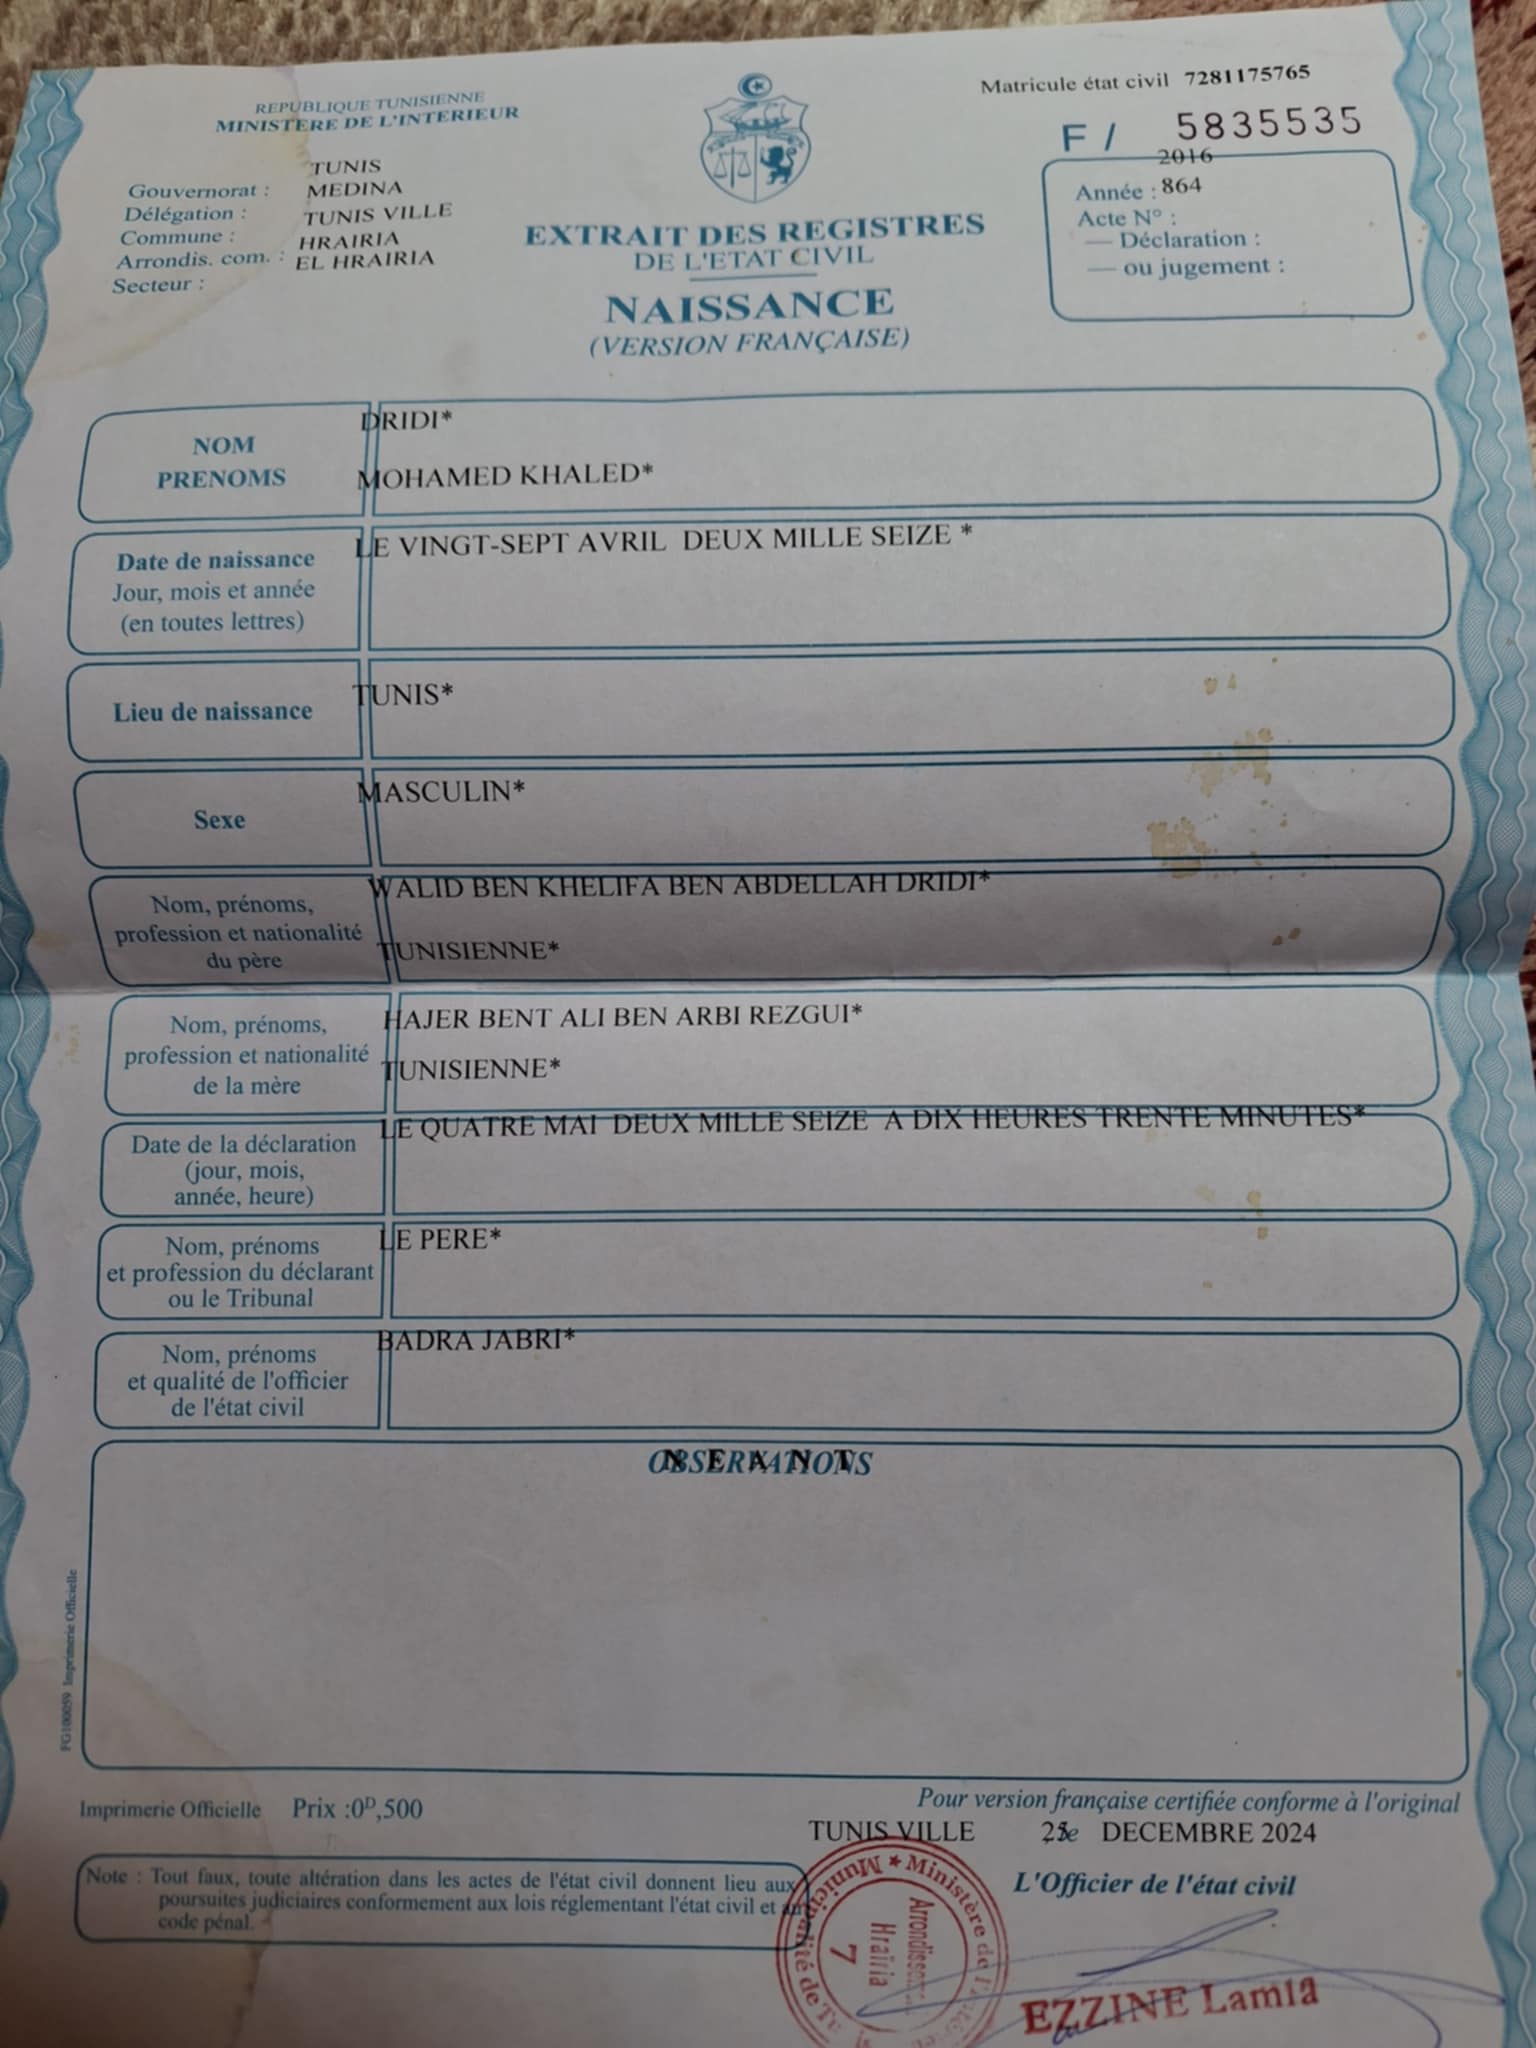 REPUBLIQUE TUNISIENNE
MINISTERE DE L'INTERIEUR
Matricule état civil 7281175765
F / 5835535
TUNIS
Gouvernorat : MEDINA
Délégation : TUNIS VILLE
Commune : HRAIRIA
Arrondis. com. : EL HRAIRIA
Secteur :
2016
Année : 864
Acte N° :
— Déclaration :
— ou jugement :
EXTRAIT DES REGISTRES
DE L'ETAT CIVIL
NAISSANCE
(VERSION FRANÇAISE)
NOM
PRENOMS
DRIDI*
MOHAMED KHALED*
Date de naissance
Jour, mois et année
(en toutes lettres)
LE VINGT-SEPT AVRIL DEUX MILLE SEIZE *
Lieu de naissance
TUNIS*
Sexe
MASCULIN*
Nom, prénoms,
profession et nationalité
du père
WALID BEN KHELIFA BEN ABDELLAH DRIDI*
TUNISIENNE*
Nom, prénoms,
profession et nationalité
de la mère
HAJER BENT ALI BEN ARBI REZGUI*
TUNISIENNE*
Date de la déclaration
(jour, mois,
année, heure)
LE QUATRE MAI DEUX MILLE SEIZE A DIX HEURES TRENTE MINUTES*
Nom, prénoms
et profession du déclarant
ou le Tribunal
LE PERE*
Nom, prénoms
et qualité de l'officier
de l'état civil
BADRA JABRI*
OBSERVATIONS
N E A N T
FG100059 Imprimerie Officielle
Imprimerie Officielle Prix :0D,500
Pour version française certifiée conforme à l'original
TUNIS VILLE DECEMBRE 2024
L'Officier de l'état civil
Note : Tout faux, toute altération dans les actes de l'état civil donnent lieu aux
poursuites judiciaires conformement aux lois réglementant l'état civil et
code pénal.
Ministère de
Municipalité de
Hraïria
7
EZZINE Lamia